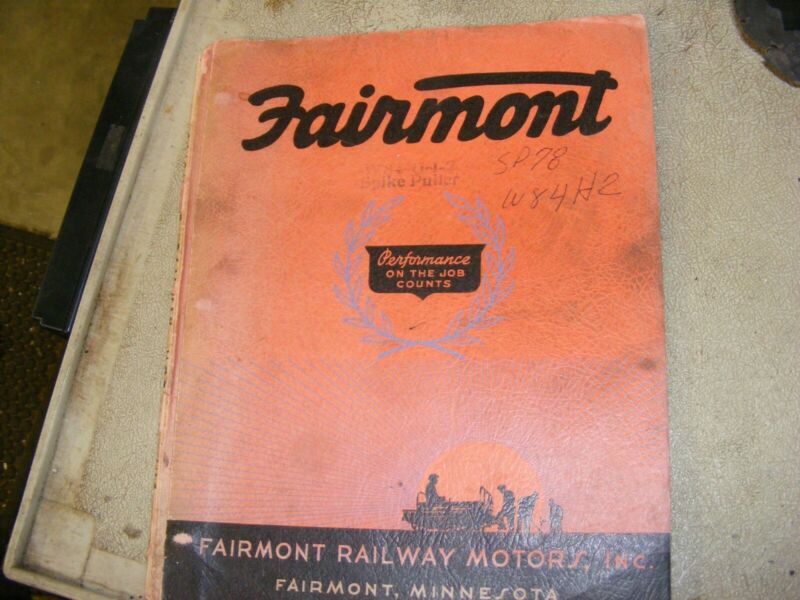 Fairmont
Spike Puller
SP78
W84H2
Performance
ON THE JOB
COUNTS
FAIRMONT RAILWAY MOTORS, INC.
FAIRMONT, MINNESOTA